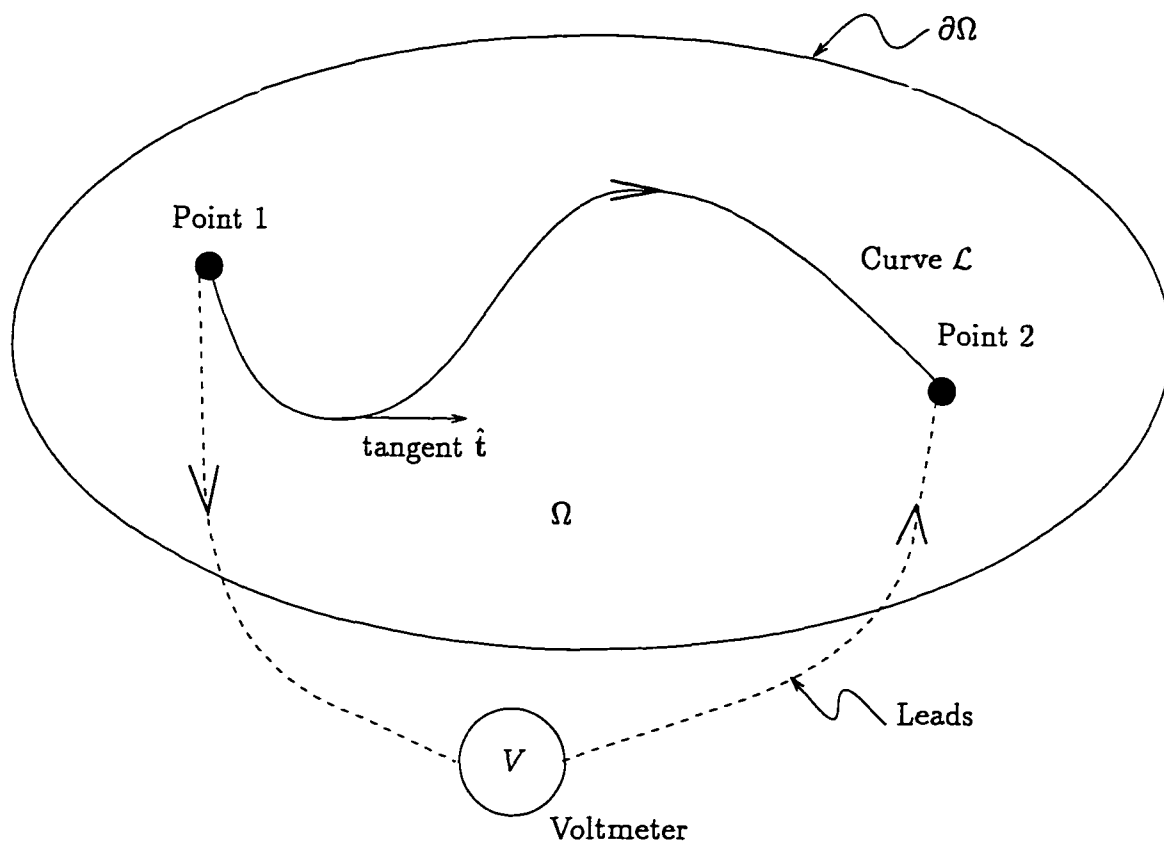 ∂Ω
Point 1
Curve ℒ
Point 2
tangent t̂
Ω
Leads
V
Voltmeter